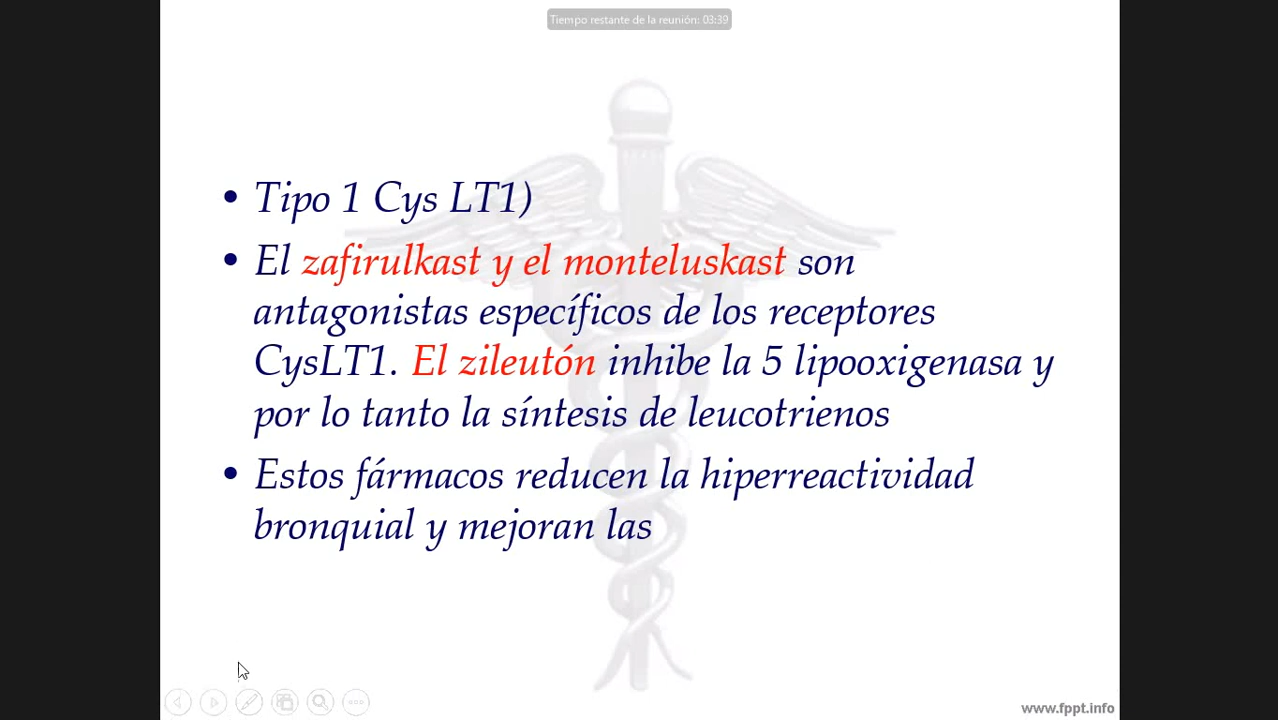 Tiempo restante de la reunión: 03:39
• Tipo 1 Cys LT1)
• El zafirulkast y el monteluskast son
antagonistas específicos de los receptores
CysLT1. El zileutón inhibe la 5 lipooxigenasa y
por lo tanto la síntesis de leucotrienos
• Estos fármacos reducen la hiperreactividad
bronquial y mejoran las
www.fppt.info